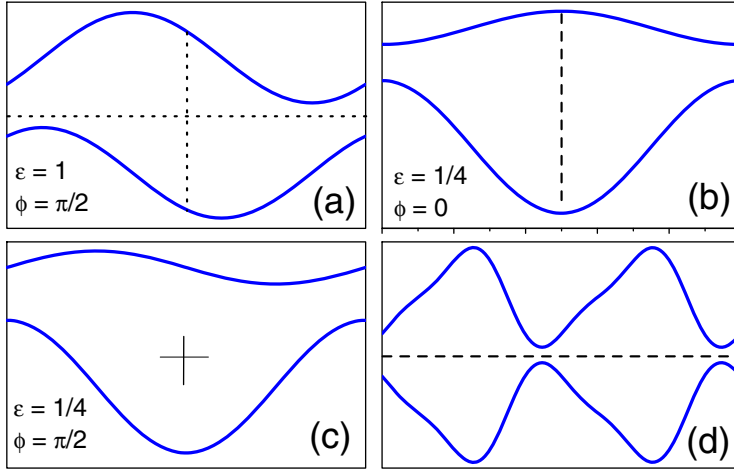 ε = 1
ϕ = π/2
(a)
ε = 1/4
ϕ = 0
(b)
ε = 1/4
ϕ = π/2
(c)
(d)